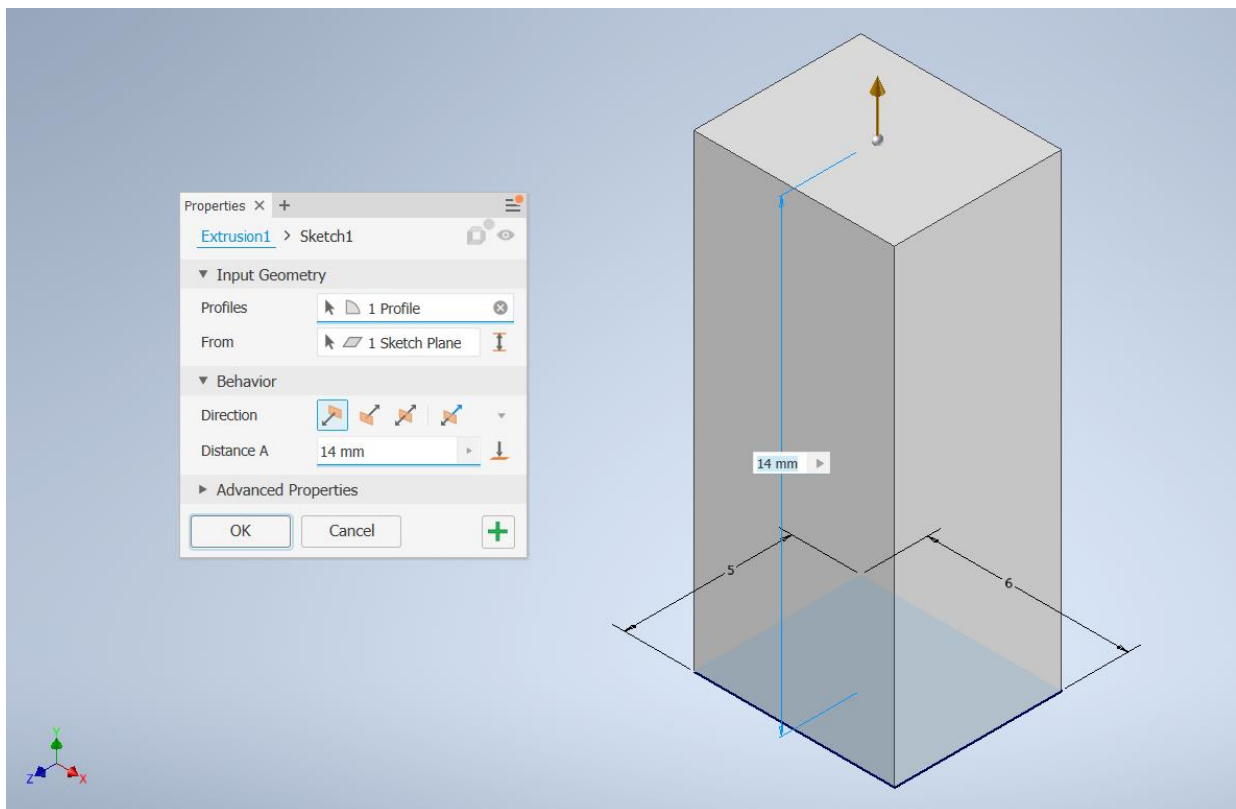 Properties × +
Extrusion1 > Sketch1
Input Geometry
Profiles 1 Profile
From 1 Sketch Plane
Behavior
Direction
Distance A 14 mm
Advanced Properties
OK Cancel
14 mm
5
6
Y
Z X